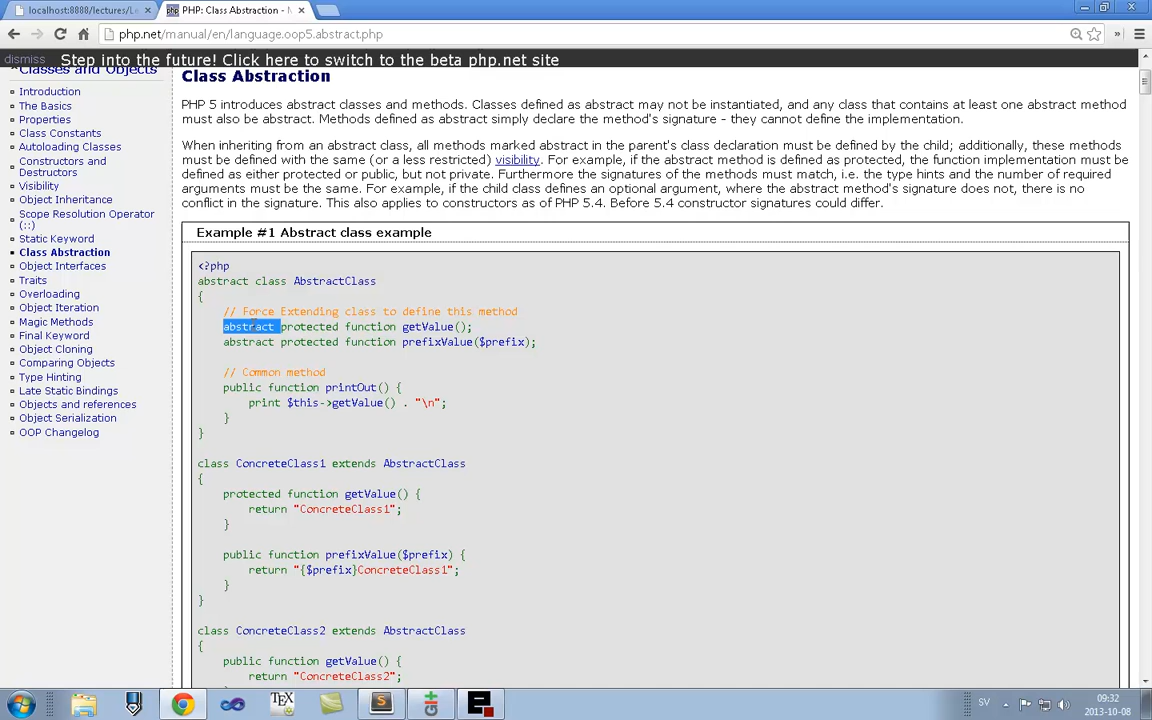 localhost:8888/lectures/Le
PHP: Class Abstraction - M
php.net/manual/en/language.oop5.abstract.php
dismiss Step into the future! Click here to switch to the beta php.net site
Classes and Objects
Introduction
The Basics
Properties
Class Constants
Autoloading Classes
Constructors and
Destructors
Visibility
Object Inheritance
Scope Resolution Operator
(::)
Static Keyword
Class Abstraction
Object Interfaces
Traits
Overloading
Object Iteration
Magic Methods
Final Keyword
Object Cloning
Comparing Objects
Type Hinting
Late Static Bindings
Objects and references
Object Serialization
OOP Changelog
Class Abstraction
PHP 5 introduces abstract classes and methods. Classes defined as abstract may not be instantiated, and any class that contains at least one abstract method
must also be abstract. Methods defined as abstract simply declare the method's signature - they cannot define the implementation.
When inheriting from an abstract class, all methods marked abstract in the parent's class declaration must be defined by the child; additionally, these methods
must be defined with the same (or a less restricted) visibility. For example, if the abstract method is defined as protected, the function implementation must be
defined as either protected or public, but not private. Furthermore the signatures of the methods must match, i.e. the type hints and the number of required
arguments must be the same. For example, if the child class defines an optional argument, where the abstract method's signature does not, there is no
conflict in the signature. This also applies to constructors as of PHP 5.4. Before 5.4 constructor signatures could differ.
Example #1 Abstract class example
<?php
abstract class AbstractClass
{
// Force Extending class to define this method
abstract protected function getValue();
abstract protected function prefixValue($prefix);
// Common method
public function printOut() {
print $this->getValue() . "\n";
}
}
class ConcreteClass1 extends AbstractClass
{
protected function getValue() {
return "ConcreteClass1";
}
public function prefixValue($prefix) {
return "{$prefix}ConcreteClass1";
}
}
class ConcreteClass2 extends AbstractClass
{
public function getValue() {
return "ConcreteClass2";
SV
09:32
2013-10-08